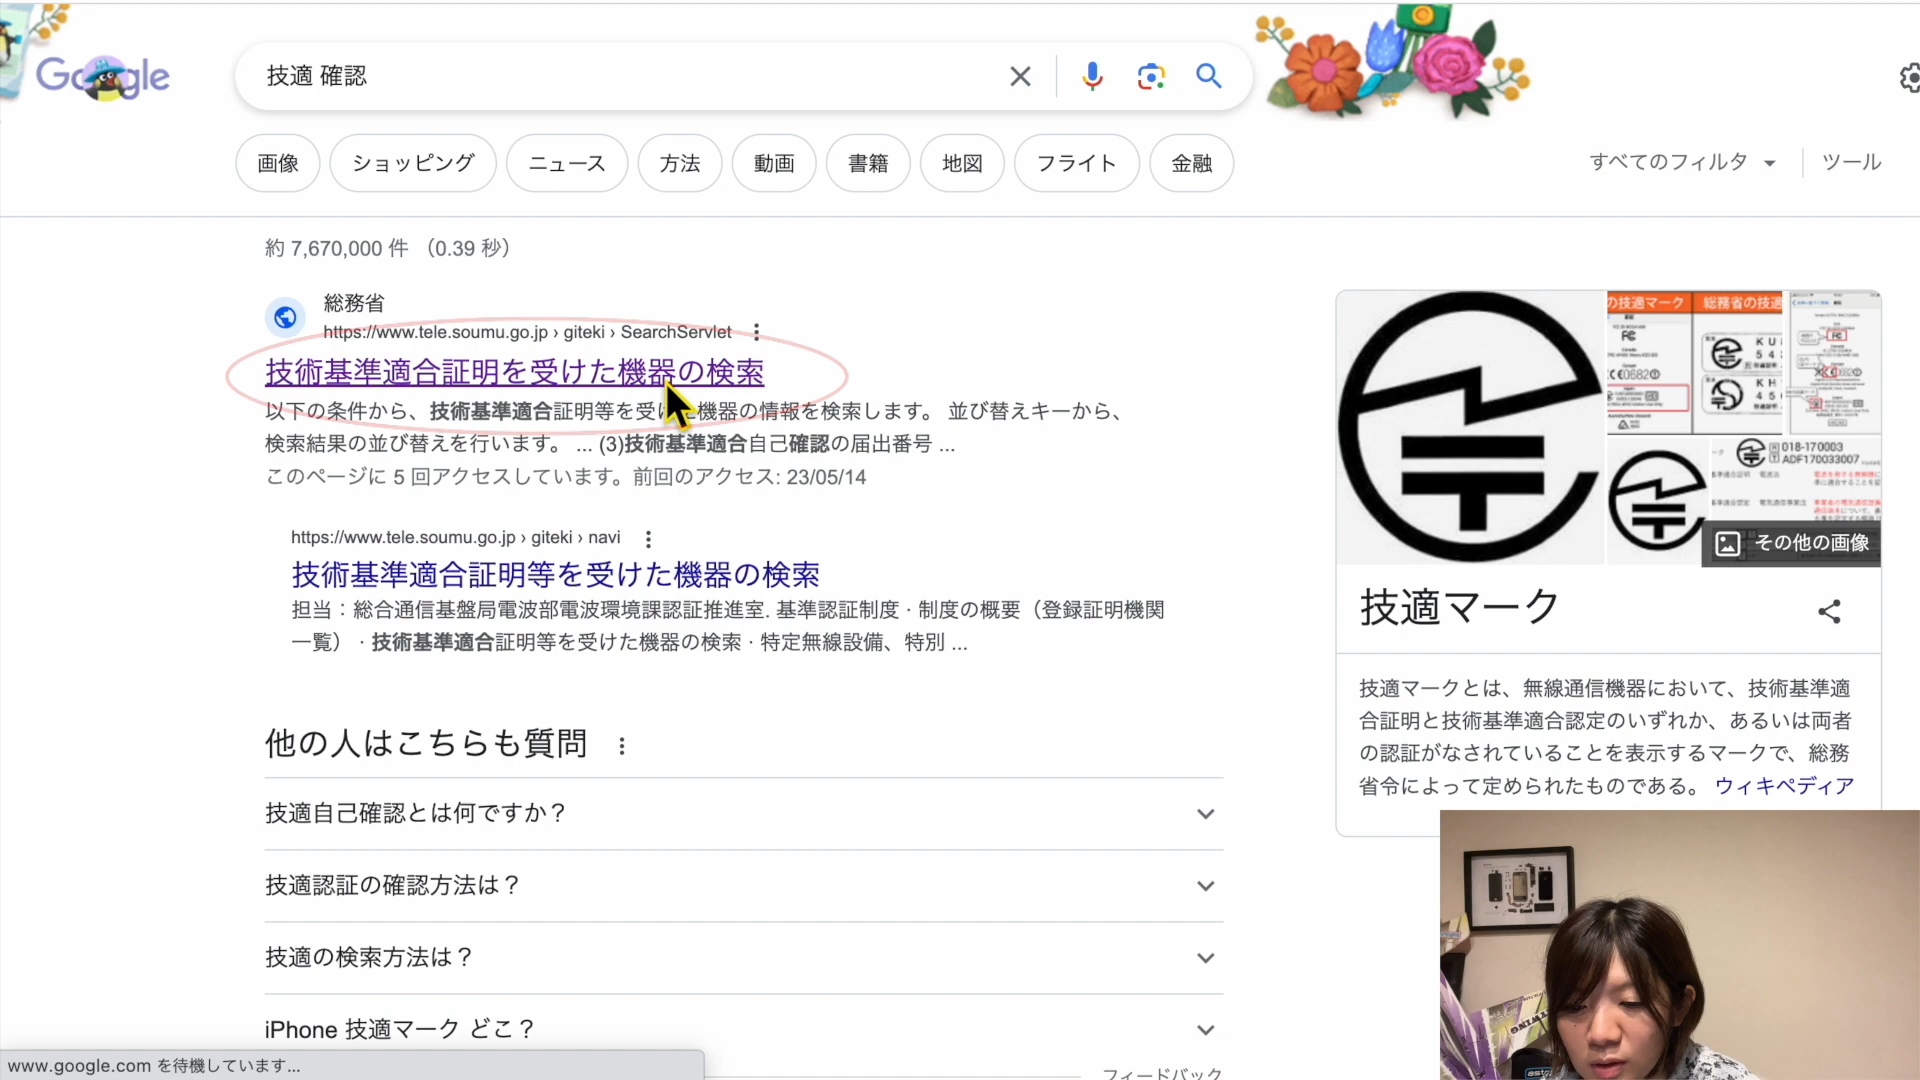 Google
技適 確認
画像
ショッピング
ニュース
方法
動画
書籍
地図
フライト
金融
すべてのフィルタ
ツール
約 7,670,000 件 （0.39 秒）
総務省
https://www.tele.soumu.go.jp › giteki › SearchServlet
技術基準適合証明を受けた機器の検索
以下の条件から、技術基準適合証明等を受けた機器の情報を検索します。 並び替えキーから、
検索結果の並び替えを行います。 ... (3)技術基準適合自己確認の届出番号 ...
このページに 5 回アクセスしています。前回のアクセス: 23/05/14
https://www.tele.soumu.go.jp › giteki › navi
技術基準適合証明等を受けた機器の検索
担当：総合通信基盤局電波部電波環境課認証推進室. 基準認証制度 · 制度の概要（登録証明機関
一覧） · 技術基準適合証明等を受けた機器の検索 · 特定無線設備、特別 ...
他の人はこちらも質問
技適自己確認とは何ですか？
技適認証の確認方法は？
技適の検索方法は？
iPhone 技適マーク どこ？
フィードバック
の技適マーク
総務省の技適
018-170003
ADF170033007
その他の画像
技適マーク
技適マークとは、無線通信機器において、技術基準適
合証明と技術基準適合認定のいずれか、あるいは両者
の認証がなされていることを表示するマークで、総務
省令によって定められたものである。 ウィキペディア
www.google.com を待機しています...